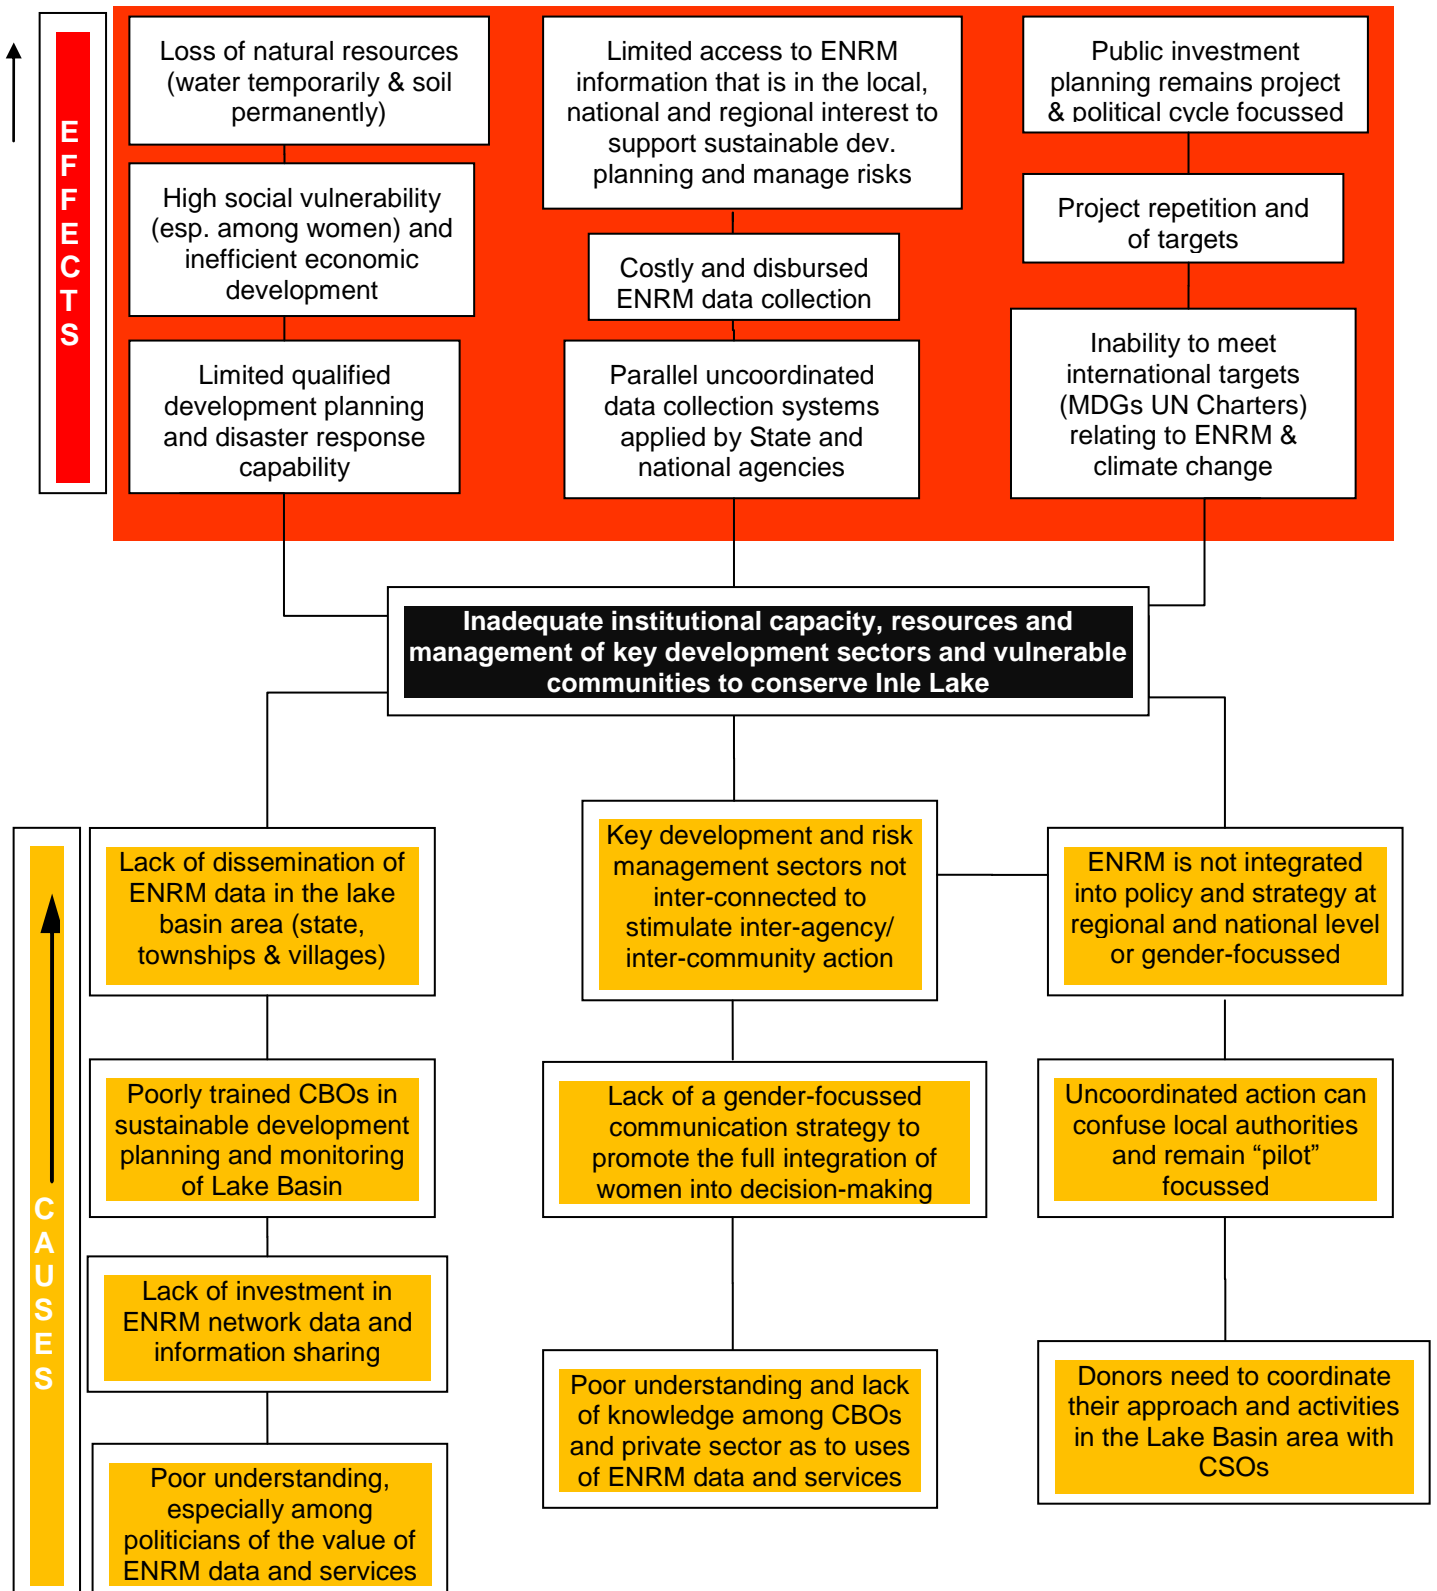 EFFECTS
Loss of natural resources
(water temporarily & soil
permanently)
High social vulnerability
(esp. among women) and
inefficient economic
development
Limited qualified
development planning
and disaster response
capability
Limited access to ENRM
information that is in the local,
national and regional interest to
support sustainable dev.
planning and manage risks
Costly and disbursed
ENRM data collection
Parallel uncoordinated
data collection systems
applied by State and
national agencies
Public investment
planning remains project
& political cycle focussed
Project repetition and
of targets
Inability to meet
international targets
(MDGs UN Charters)
relating to ENRM &
climate change
Inadequate institutional capacity, resources and
management of key development sectors and vulnerable
communities to conserve Inle Lake
CAUSES
Lack of dissemination of
ENRM data in the lake
basin area (state,
townships & villages)
Poorly trained CBOs in
sustainable development
planning and monitoring
of Lake Basin
Lack of investment in
ENRM network data and
information sharing
Poor understanding,
especially among
politicians of the value of
ENRM data and services
Key development and risk
management sectors not
inter-connected to
stimulate inter-agency/
inter-community action
Lack of a gender-focussed
communication strategy to
promote the full integration of
women into decision-making
Poor understanding and lack
of knowledge among CBOs
and private sector as to uses
of ENRM data and services
ENRM is not integrated
into policy and strategy at
regional and national level
or gender-focussed
Uncoordinated action can
confuse local authorities
and remain “pilot”
focussed
Donors need to coordinate
their approach and activities
in the Lake Basin area with
CSOs